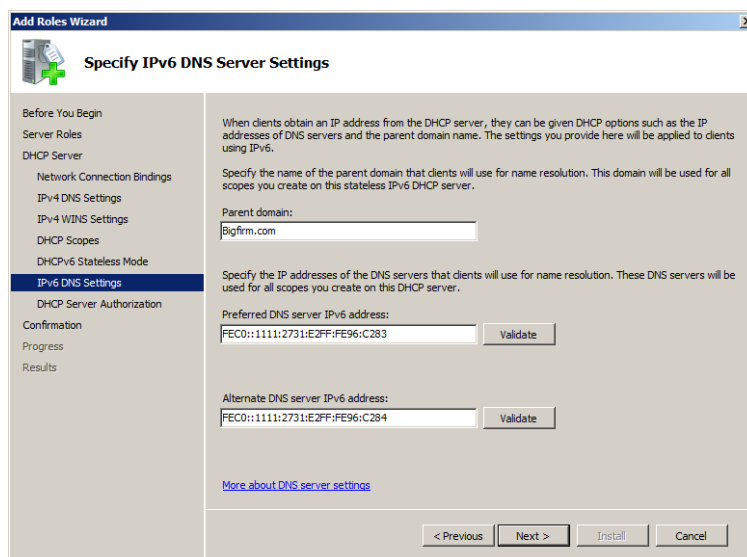 Add Roles Wizard
Specify IPv6 DNS Server Settings
Before You Begin
Server Roles
DHCP Server
Network Connection Bindings
IPv4 DNS Settings
IPv4 WINS Settings
DHCP Scopes
DHCPv6 Stateless Mode
IPv6 DNS Settings
DHCP Server Authorization
Confirmation
Progress
Results
When clients obtain an IP address from the DHCP server, they can be given DHCP options such as the IP
addresses of DNS servers and the parent domain name. The settings you provide here will be applied to clients
using IPv6.
Specify the name of the parent domain that clients will use for name resolution. This domain will be used for all
scopes you create on this stateless IPv6 DHCP server.
Parent domain:
Bigfirm.com
Specify the IP addresses of the DNS servers that clients will use for name resolution. These DNS servers will be
used for all scopes you create on this DHCP server.
Preferred DNS server IPv6 address:
FEC0::1111:2731:E2FF:FE96:C283
Validate
Alternate DNS server IPv6 address:
FEC0::1111:2731:E2FF:FE96:C284
Validate
More about DNS server settings
< Previous
Next >
Install
Cancel